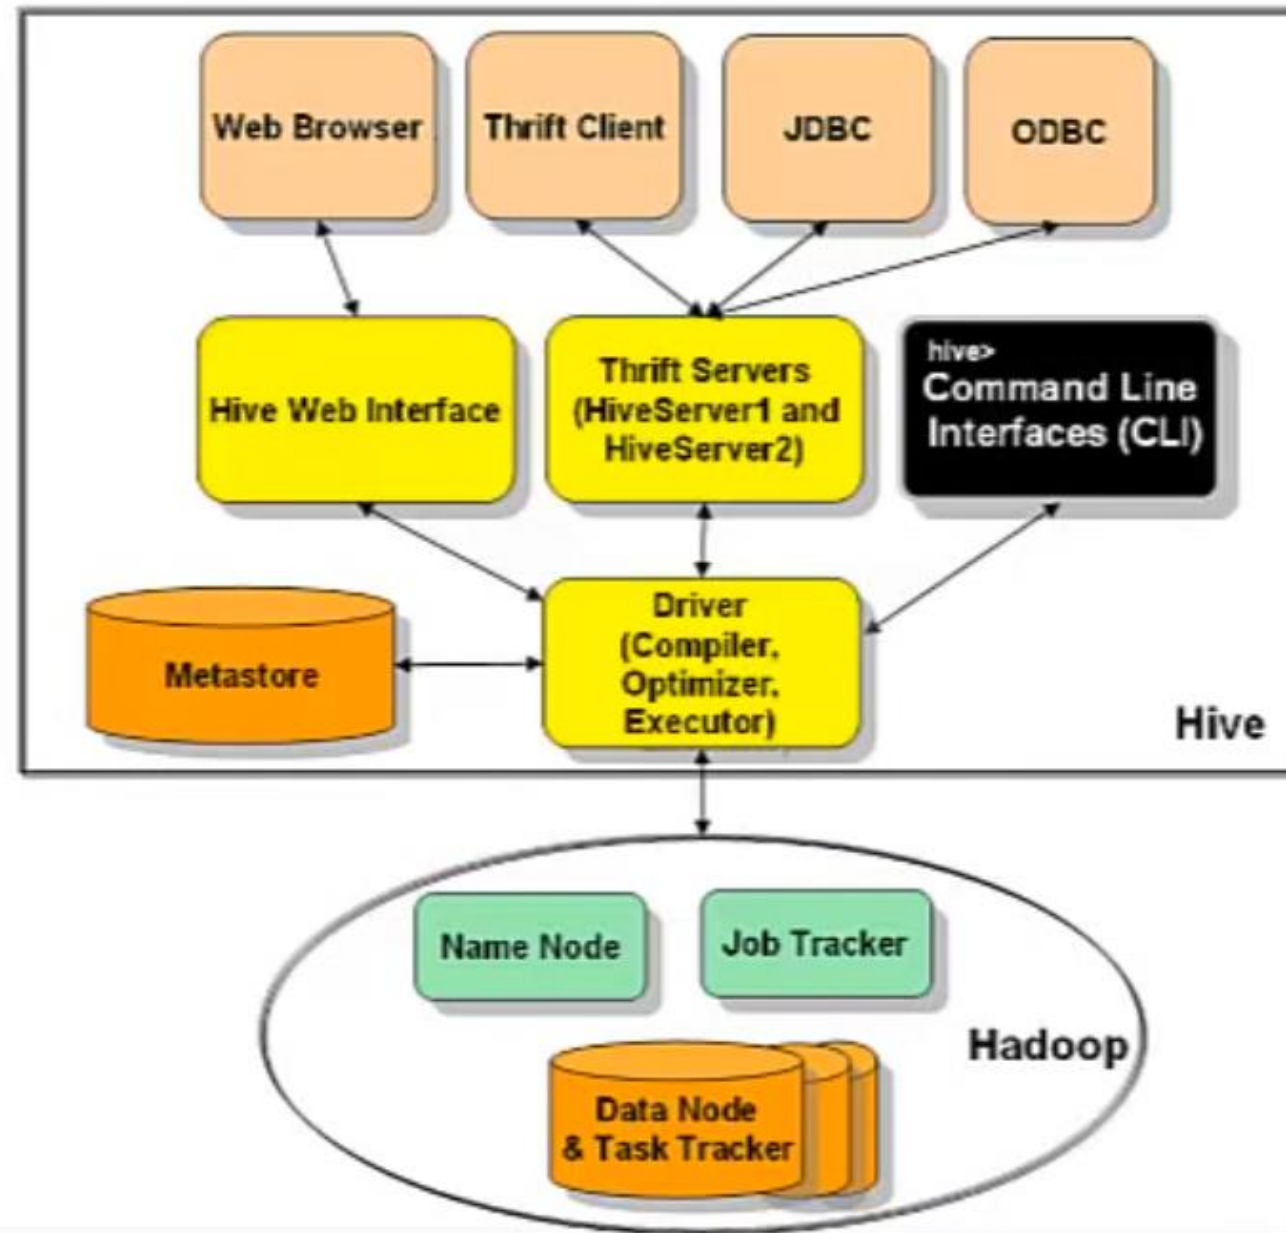 Web Browser
Thrift Client
JDBC
ODBC
Hive Web Interface
Thrift Servers
(HiveServer1 and
HiveServer2)
hive>
Command Line
Interfaces (CLI)
Metastore
Driver
(Compiler,
Optimizer,
Executor)
Hive
Name Node
Job Tracker
Hadoop
Data Node
& Task Tracker